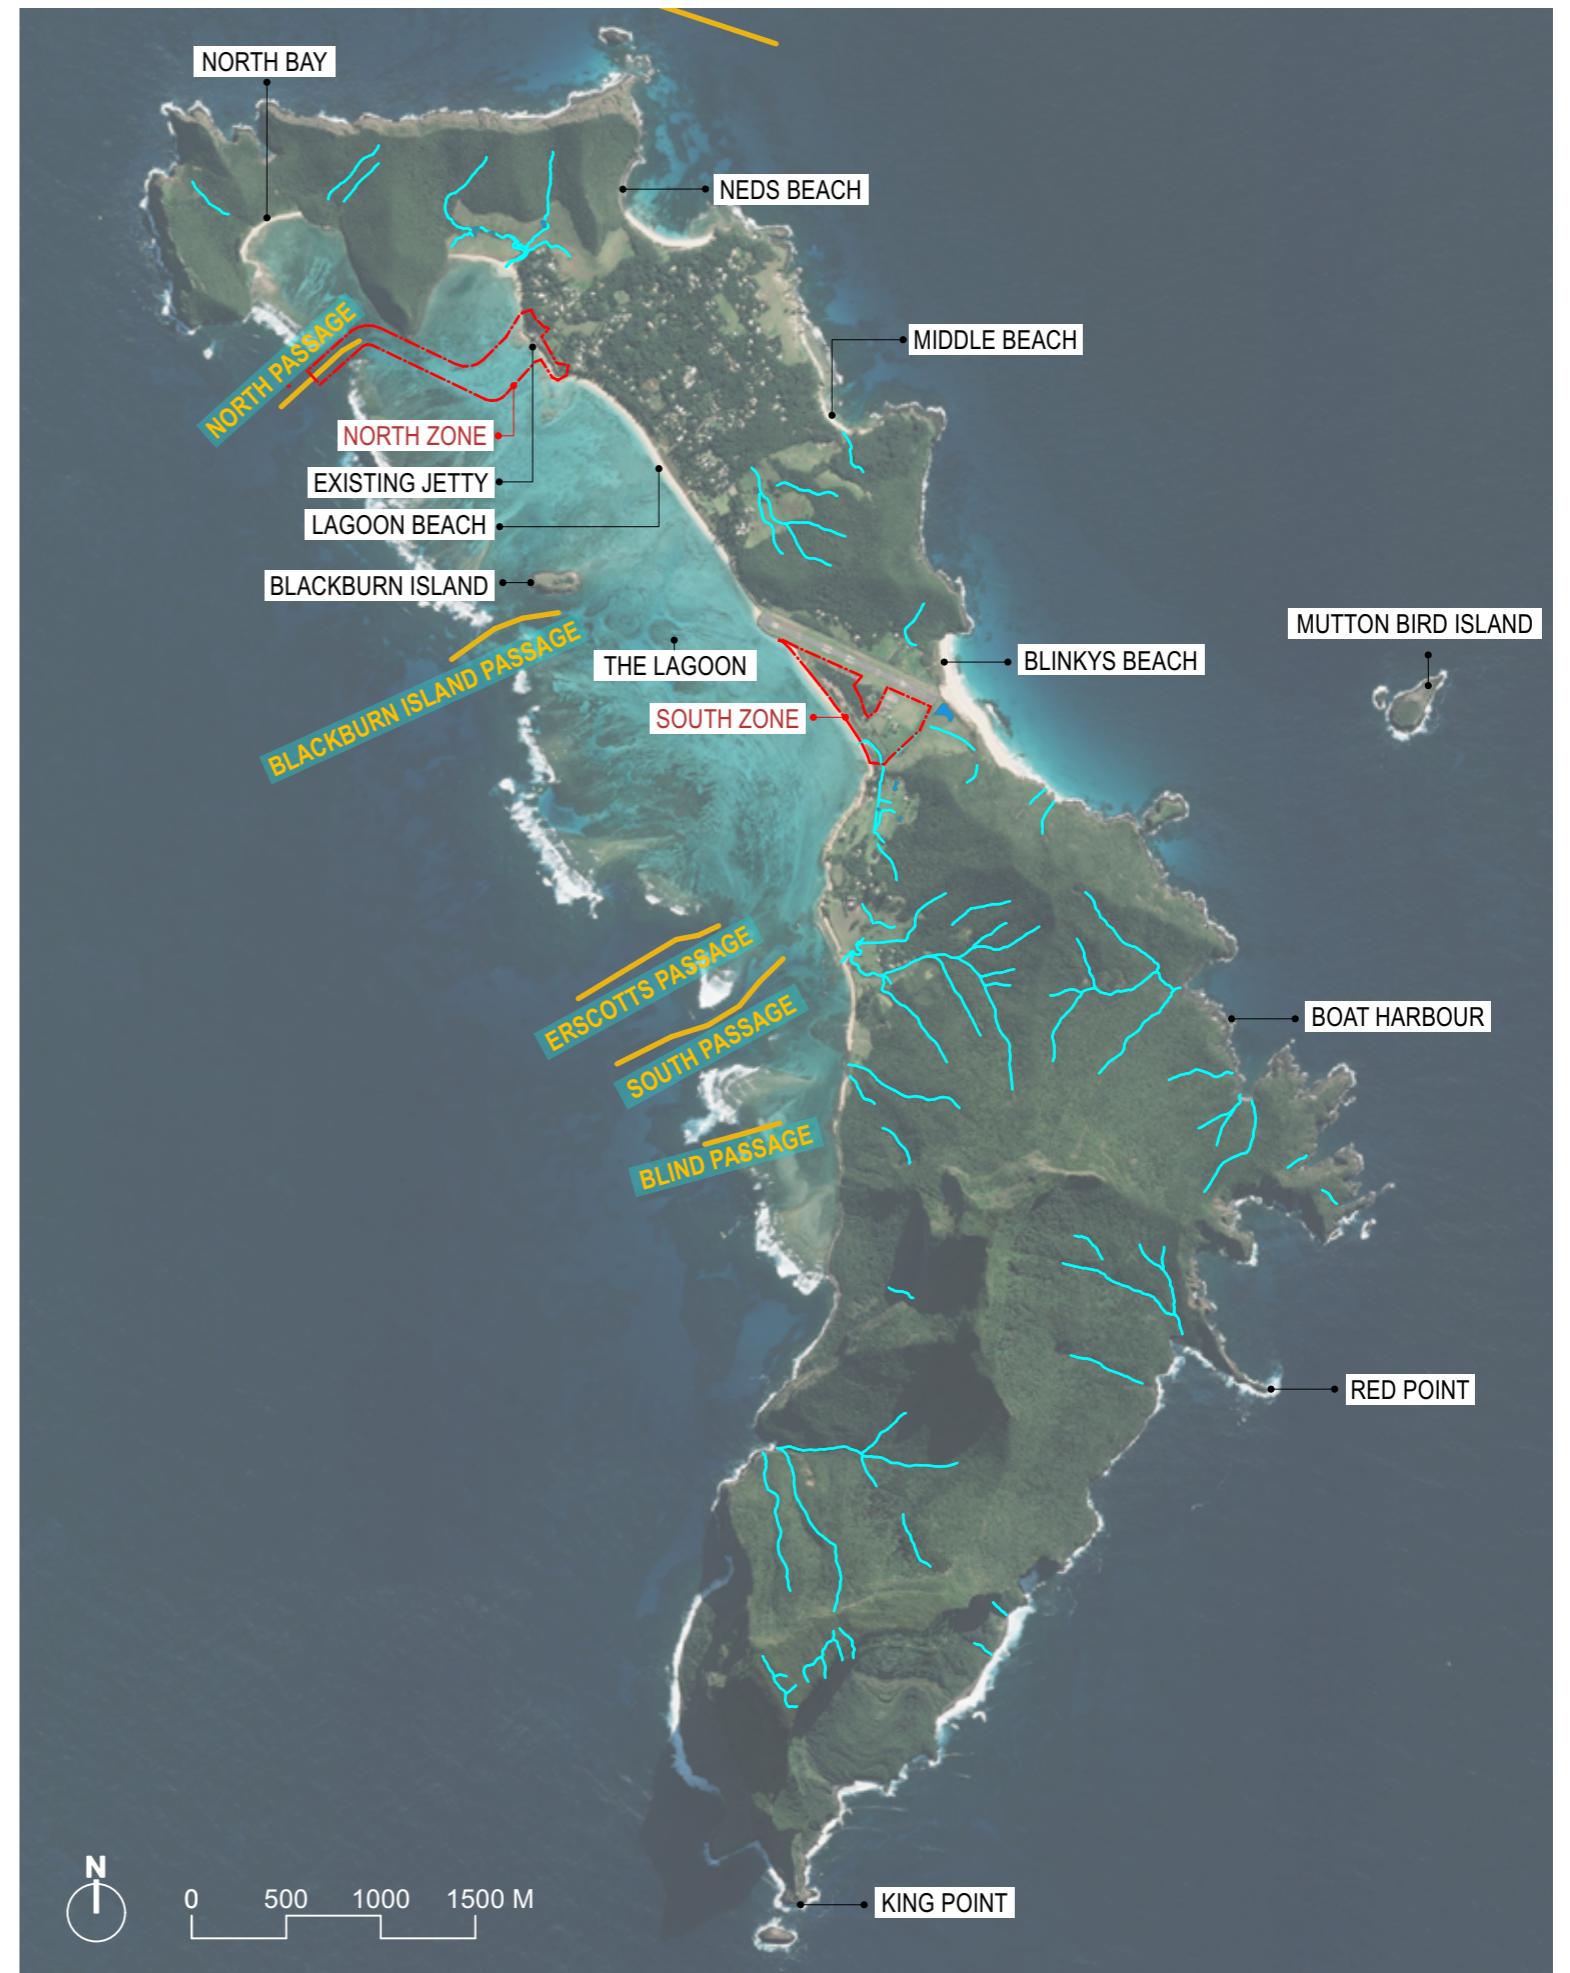 NORTH BAY
NEDS BEACH
MIDDLE BEACH
NORTH PASSAGE
NORTH ZONE
EXISTING JETTY
LAGOON BEACH
BLACKBURN ISLAND
MUTTON BIRD ISLAND
BLACKBURN ISLAND PASSAGE
THE LAGOON
BLINKYS BEACH
SOUTH ZONE
ERSCOTTS PASSAGE
SOUTH PASSAGE
BOAT HARBOUR
BLIND PASSAGE
RED POINT
N
0 500 1000 1500 M
KING POINT